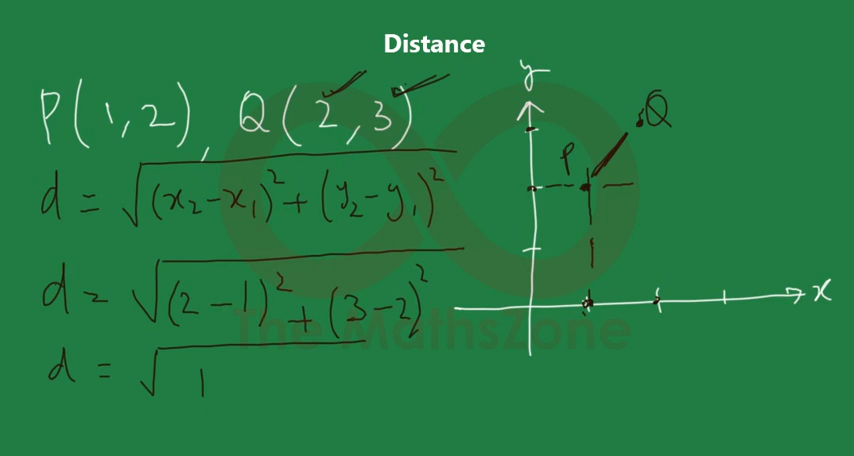 Distance
P(1,2), Q(2,3)
d = √(x₂-x₁)²+(y₂-y₁)²
d = √(2-1)²+(3-2)²
d = √1
y
Q
P
x
The MathsZone